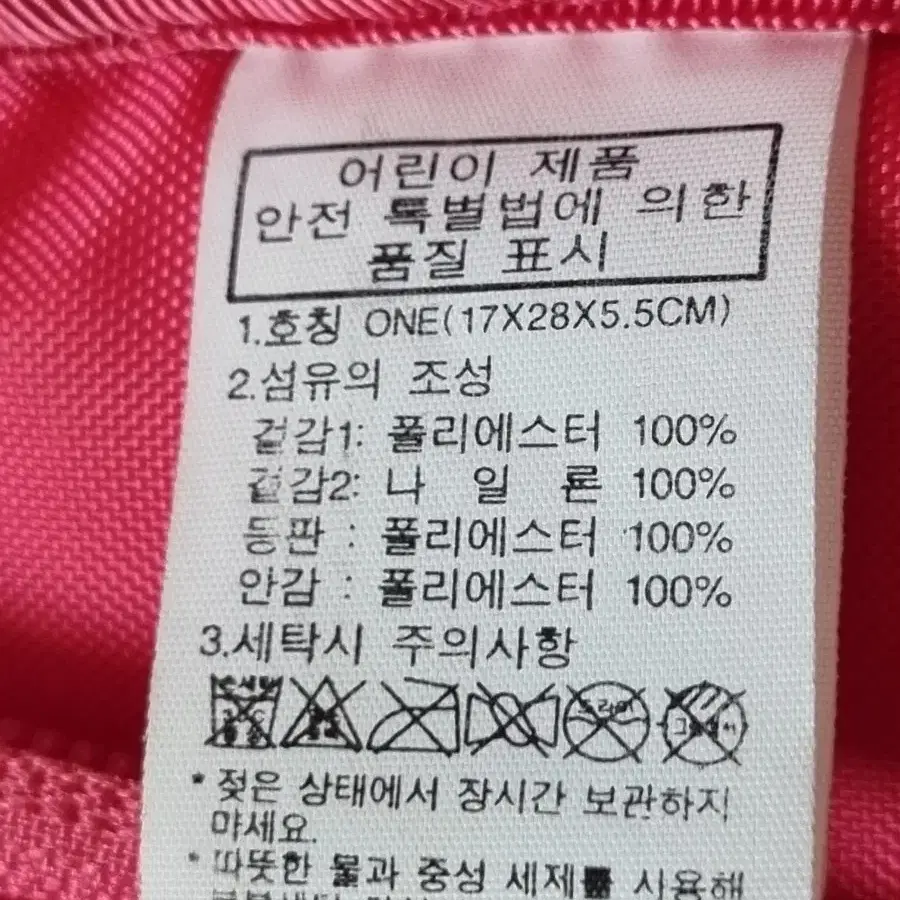 어린이 제품
안전 특별법에 의한
품질 표시
1.호칭 ONE(17X28X5.5CM)
2.섬유의 조성
겉감1: 폴리에스터 100%
겉감2: 나 일 론 100%
등판 : 폴리에스터 100%
안감 : 폴리에스터 100%
3.세탁시 주의사항
드라이
* 젖은 상태에서 장시간 보관하지
마세요.
* 따뜻한 물과 중성 세제를 사용해